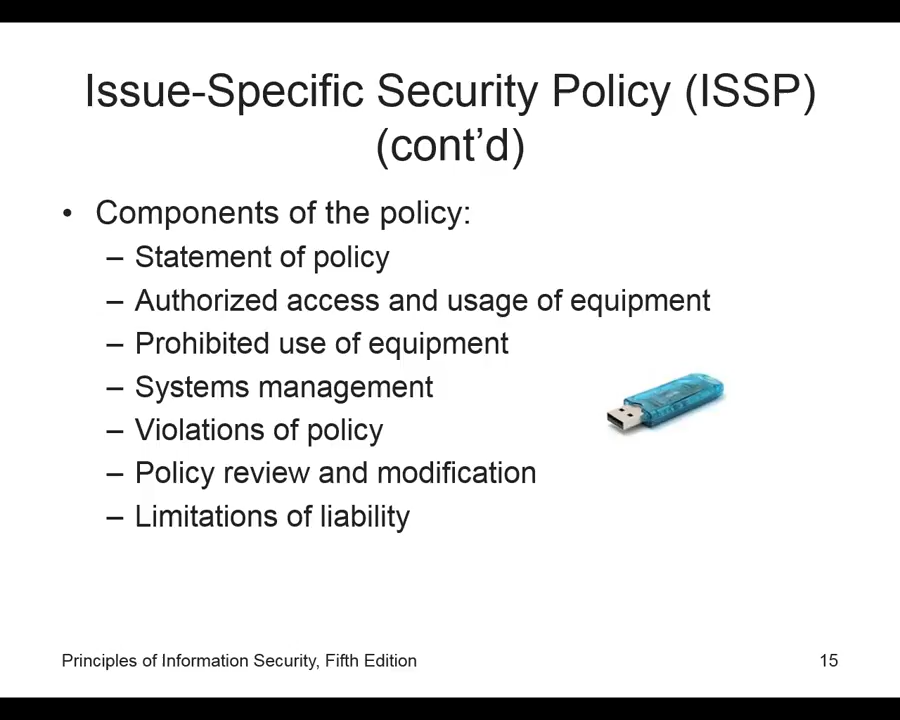 Issue-Specific Security Policy (ISSP)
(cont’d)
• Components of the policy:
– Statement of policy
– Authorized access and usage of equipment
– Prohibited use of equipment
– Systems management
– Violations of policy
– Policy review and modification
– Limitations of liability
Principles of Information Security, Fifth Edition 15